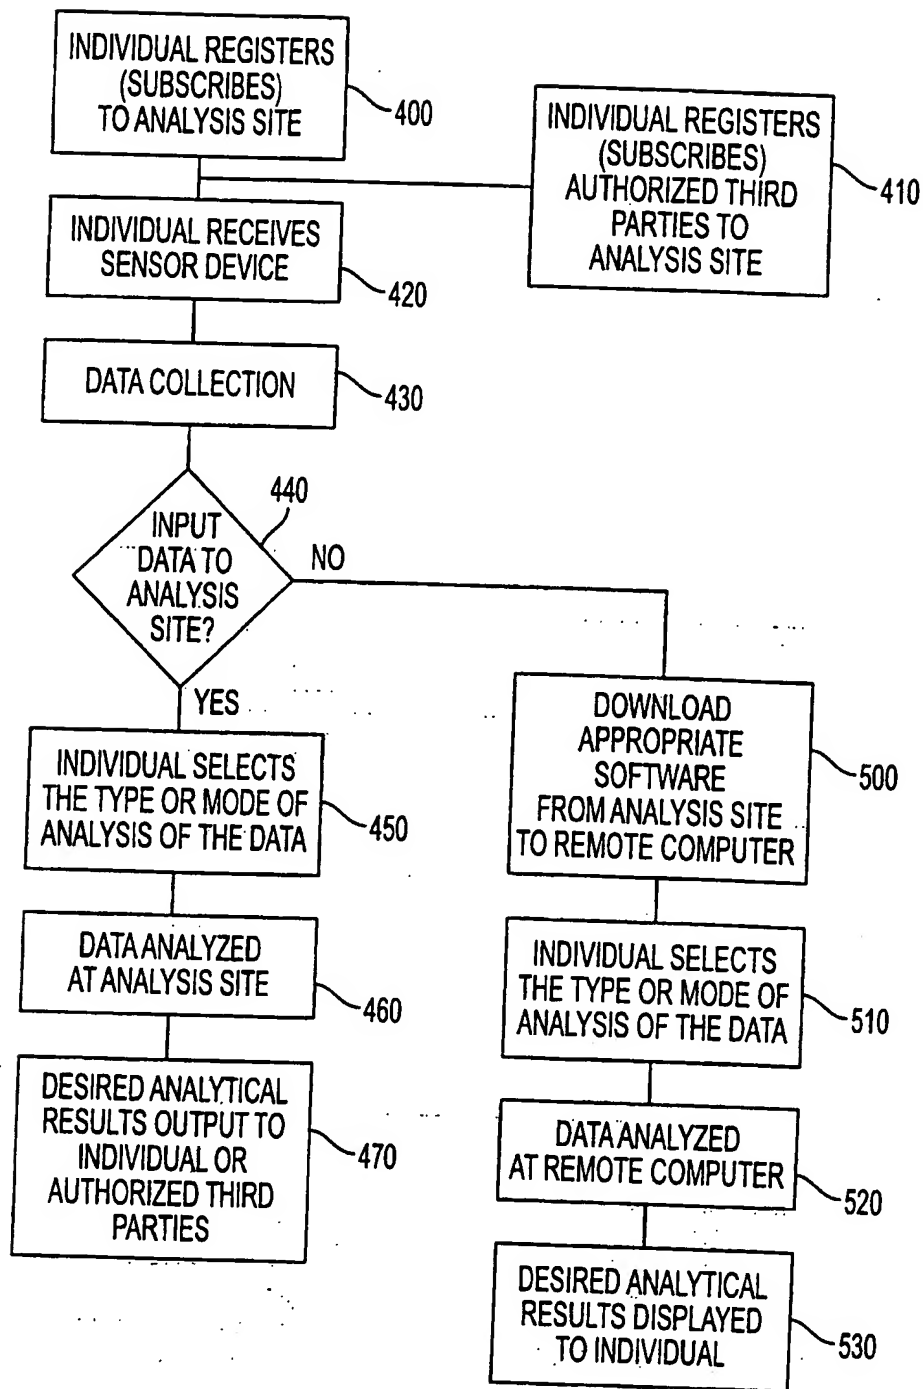 INDIVIDUAL REGISTERS
(SUBSCRIBES)
TO ANALYSIS SITE
400
INDIVIDUAL REGISTERS
(SUBSCRIBES)
AUTHORIZED THIRD
PARTIES TO
ANALYSIS SITE
410
INDIVIDUAL RECEIVES
SENSOR DEVICE
420
DATA COLLECTION
430
440
INPUT
DATA TO
ANALYSIS
SITE?
NO
YES
INDIVIDUAL SELECTS
THE TYPE OR MODE OF
ANALYSIS OF THE DATA
450
DATA ANALYZED
AT ANALYSIS SITE
460
DESIRED ANALYTICAL
RESULTS OUTPUT TO
INDIVIDUAL OR
AUTHORIZED THIRD
PARTIES
470
DOWNLOAD
APPROPRIATE
SOFTWARE
FROM ANALYSIS SITE
TO REMOTE COMPUTER
500
INDIVIDUAL SELECTS
THE TYPE OR MODE OF
ANALYSIS OF THE DATA
510
DATA ANALYZED
AT REMOTE COMPUTER
520
DESIRED ANALYTICAL
RESULTS DISPLAYED
TO INDIVIDUAL
530